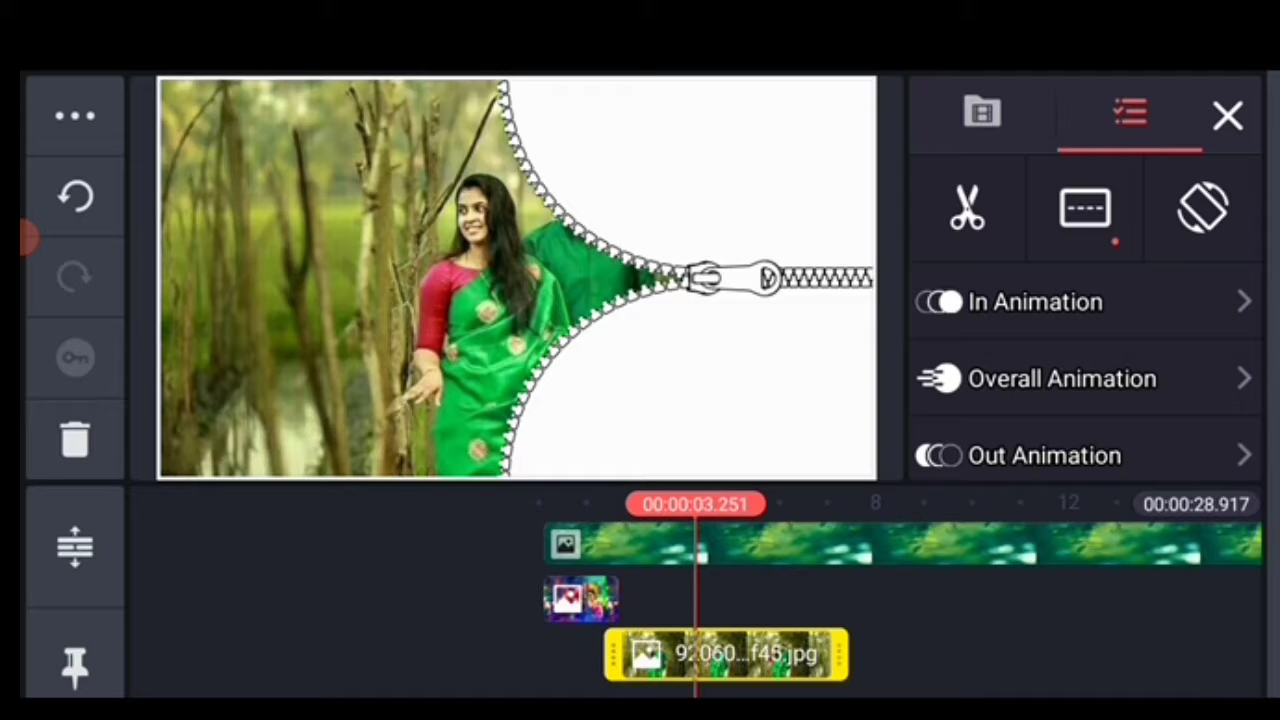 In Animation
Overall Animation
Out Animation
00:00:03.251
8
12
00:00:28.917
92060...f45.jpg